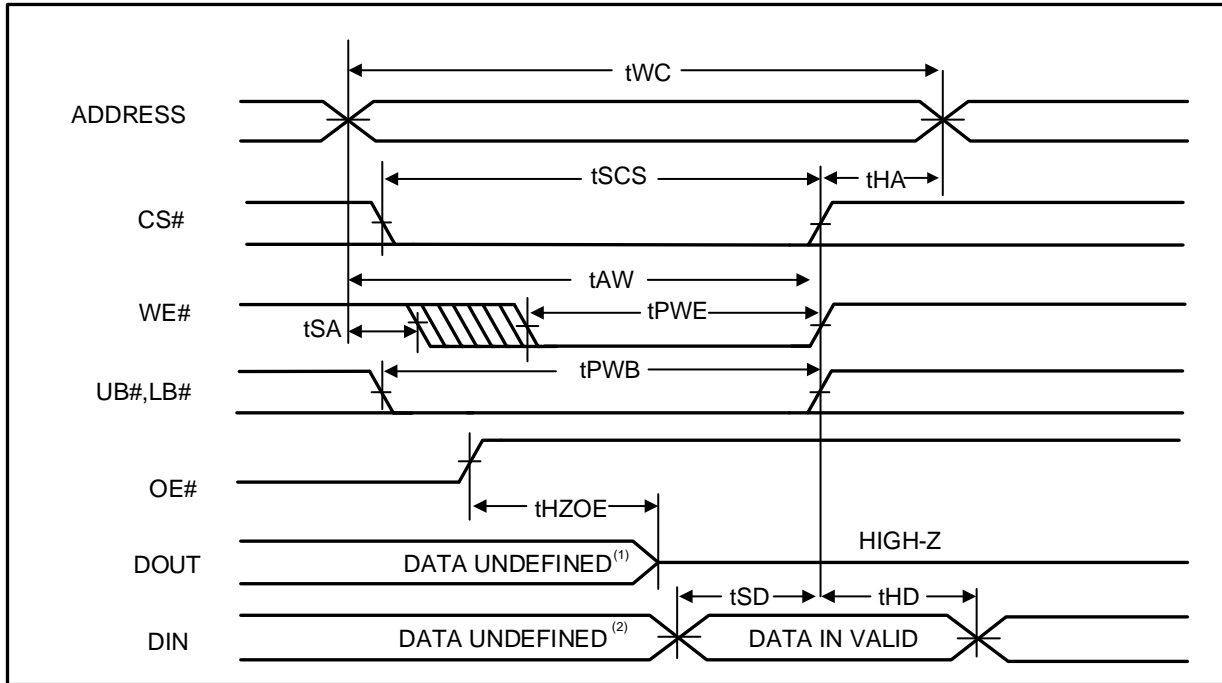 tWC
ADDRESS
tSCS
tHA
CS#
tAW
WE#
tSA
tPWE
tPWB
UB#,LB#
OE#
tHZOE
HIGH-Z
DOUT
DATA UNDEFINED(1)
tSD
tHD
DIN
DATA UNDEFINED (2)
DATA IN VALID